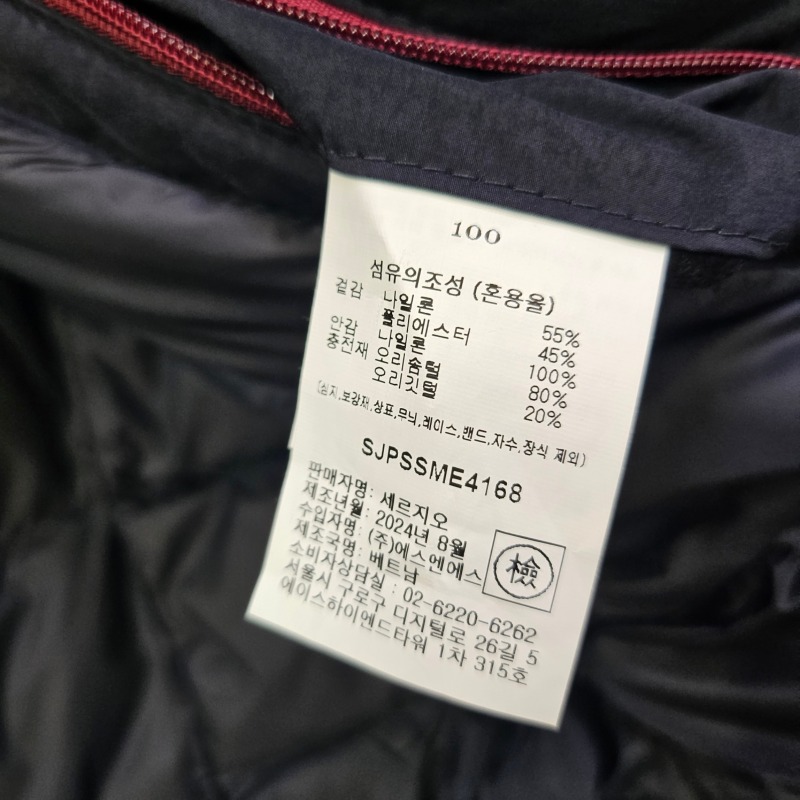 100
섬유의조성 (혼용율)
겉감 나일론 55%
폴리에스터 45%
안감 나일론 100%
충전재 오리솜털 80%
오리깃털 20%
(심지,보강재,상표,무늬,레이스,밴드,자수,장식 제외)
SJPSSME4168
판매자명: 세르지오
제조년월: 2024년 8월
수입자명: (주)에스엔에스
제조국명: 베트남
소비자상담실 : 02-6220-6262
서울시 구로구 디지털로 26길 5
에이스하이엔드타워 1차 315호
檢